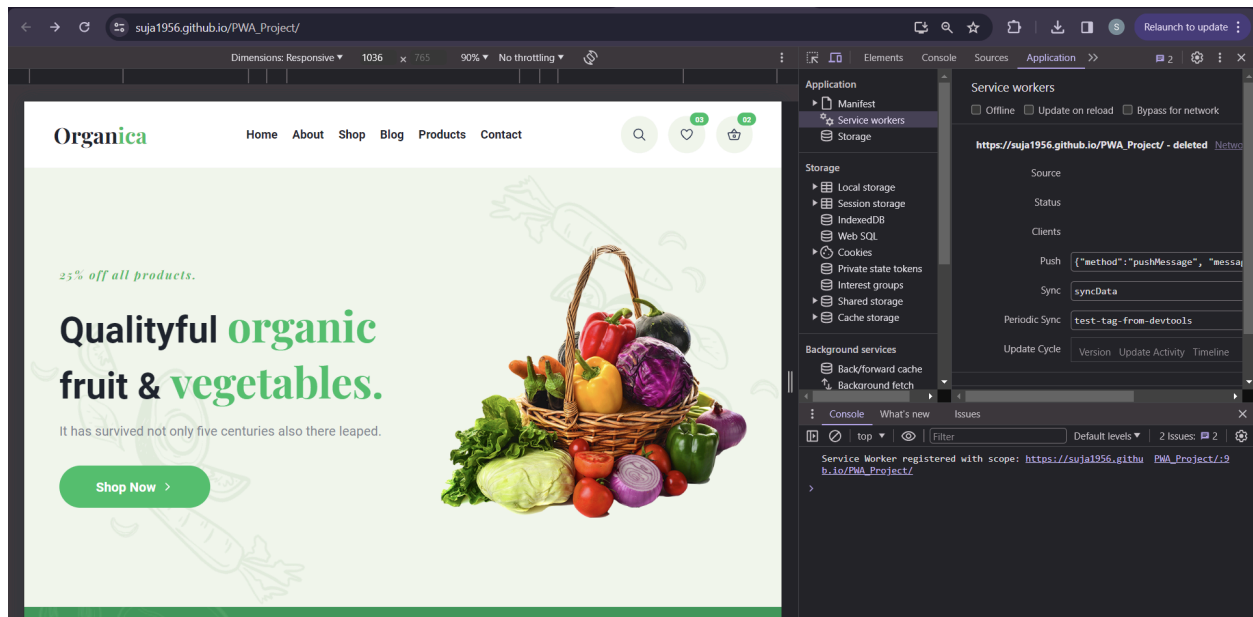 suja1956.github.io/PWA_Project/
S
Relaunch to update
Dimensions: Responsive 1036 x 765 90% No throttling
Elements Console Sources Application 2
Organica
Home About Shop Blog Products Contact
03
02
25% off all products.
Qualityful organic
fruit & vegetables.
It has survived not only five centuries also there leaped.
Shop Now
Application
Manifest
Service workers
Storage
Storage
Local storage
Session storage
IndexedDB
Web SQL
Cookies
Private state tokens
Interest groups
Shared storage
Cache storage
Background services
Back/forward cache
Background fetch
Service workers
Offline Update on reload Bypass for network
https://suja1956.github.io/PWA_Project/ - deleted Netwo
Source
Status
Clients
Push {"method":"pushMessage", "messag
Sync syncData
Periodic Sync test-tag-from-devtools
Update Cycle Version Update Activity Timeline
Console What's new Issues
top Filter Default levels 2 Issues: 2
Service Worker registered with scope: https://suja1956.githu PWA_Project/:9
b.io/PWA_Project/